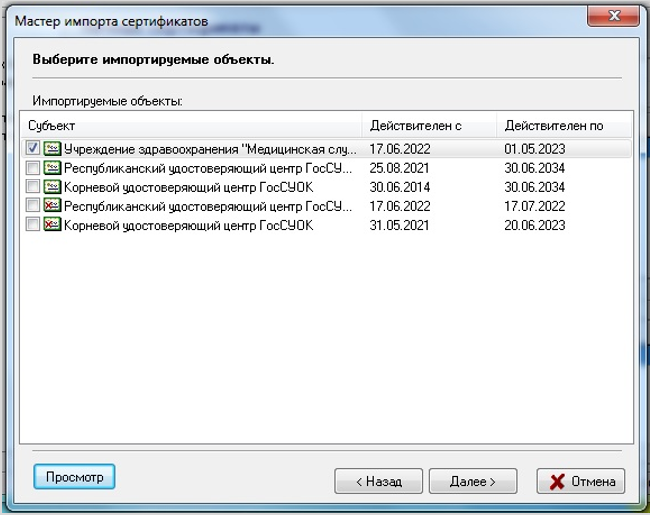 Мастер импорта сертификатов
Выберите импортируемые объекты.
Импортируемые объекты:
Субъект Действителен с Действителен по
Учреждение здравоохранения "Медицинская слу... 17.06.2022 01.05.2023
Республиканский удостоверяющий центр ГосСУ... 25.08.2021 30.06.2034
Корневой удостоверяющий центр ГосСУОК 30.06.2014 30.06.2034
Республиканский удостоверяющий центр ГосСУ... 17.06.2022 17.07.2022
Корневой удостоверяющий центр ГосСУОК 31.05.2021 20.06.2023
Просмотр < Назад Далее > Отмена